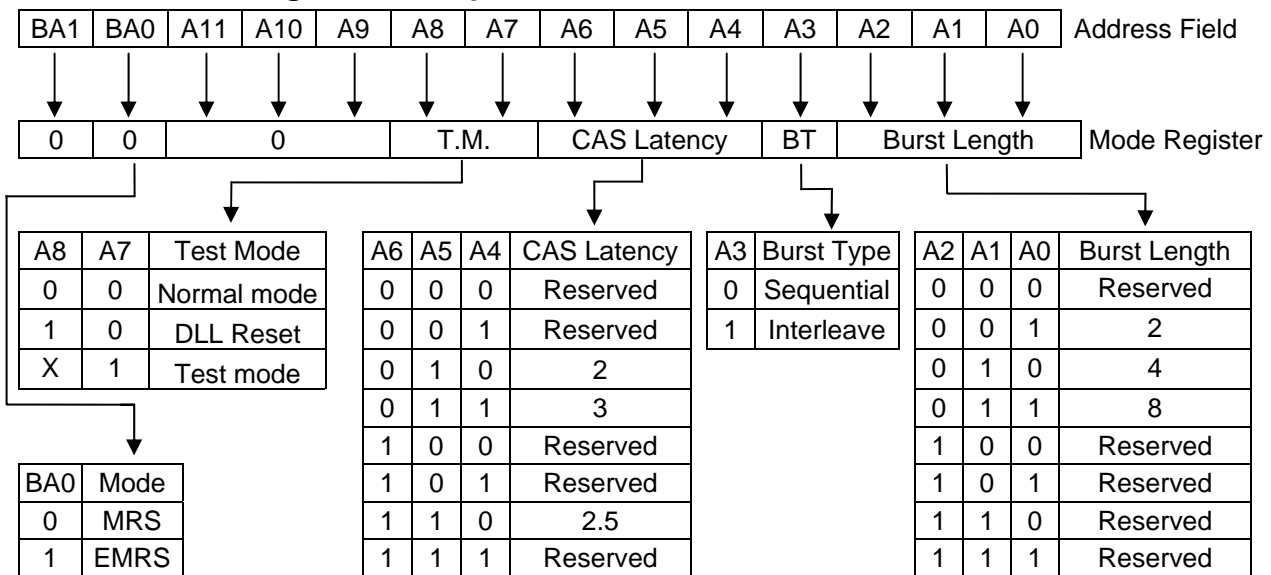 BA1 BA0 A11 A10 A9 A8 A7 A6 A5 A4 A3 A2 A1 A0 Address Field
0 0 0 T.M. CAS Latency BT Burst Length Mode Register
A8 A7 Test Mode
0 0 Normal mode
1 0 DLL Reset
X 1 Test mode
BA0 Mode
0 MRS
1 EMRS
A6 A5 A4 CAS Latency
0 0 0 Reserved
0 0 1 Reserved
0 1 0 2
0 1 1 3
1 0 0 Reserved
1 0 1 Reserved
1 1 0 2.5
1 1 1 Reserved
A3 Burst Type
0 Sequential
1 Interleave
A2 A1 A0 Burst Length
0 0 0 Reserved
0 0 1 2
0 1 0 4
0 1 1 8
1 0 0 Reserved
1 0 1 Reserved
1 1 0 Reserved
1 1 1 Reserved